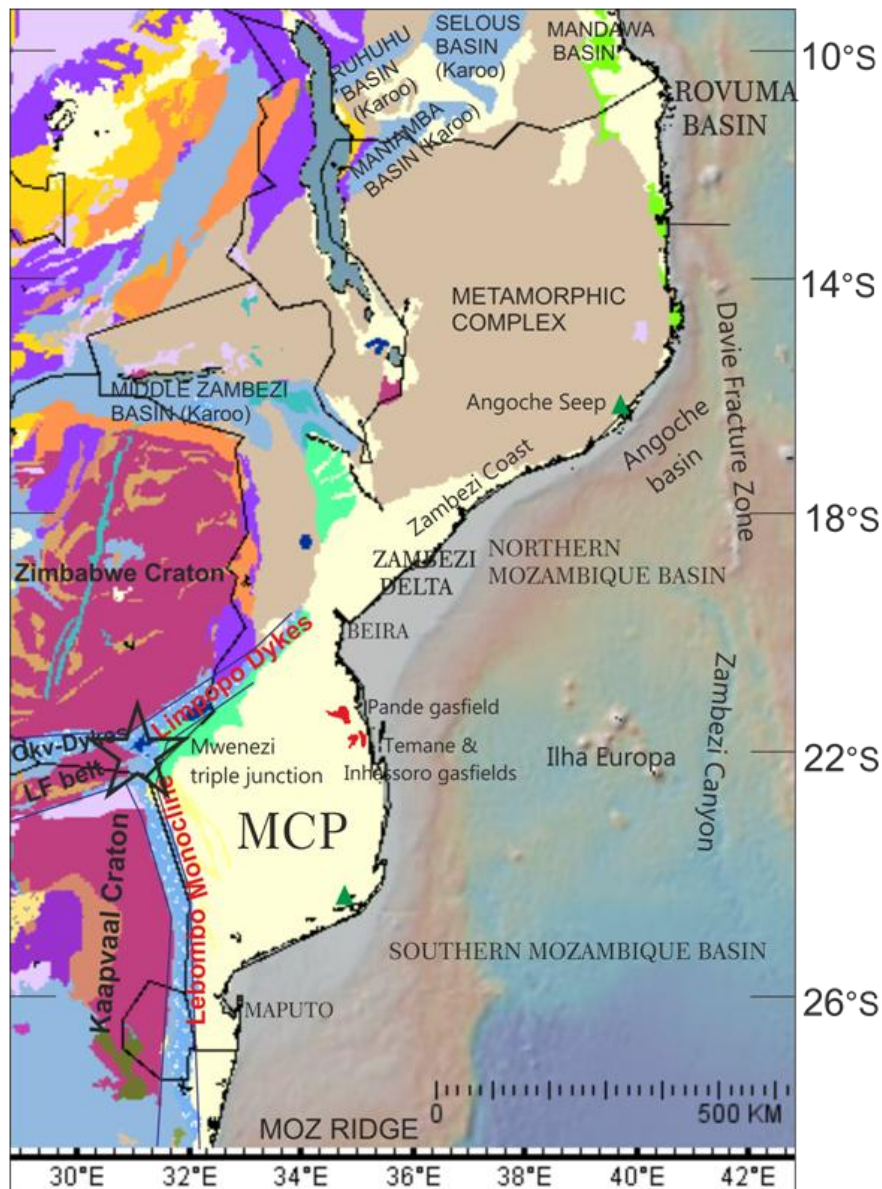 SELOUS
BASIN
(Karoo)
MANDAWA
BASIN
10°S
RUHUHU
BASIN
(Karoo)
ROVUMA
BASIN
MANIAMBA
BASIN (Karoo)
14°S
METAMORPHIC
COMPLEX
Davie Fracture Zone
MIDDLE ZAMBEZI
BASIN (Karoo)
Angoche Seep
Angoche
basin
Zambezi Coast
18°S
Zimbabwe Craton
ZAMBEZI
DELTA
NORTHERN
MOZAMBIQUE BASIN
BEIRA
Limpopo Dykes
Zambezi Canyon
Pande gasfield
Okv-Dykes
Mwenezi
triple junction
Temane &
Inhassoro gasfields
Ilha Europa
22°S
LF belt
MCP
Kaapvaal Craton
Lebombo Monocline
SOUTHERN MOZAMBIQUE BASIN
26°S
MAPUTO
0
500 KM
MOZ RIDGE
30°E 32°E 34°E 36°E 38°E 40°E 42°E